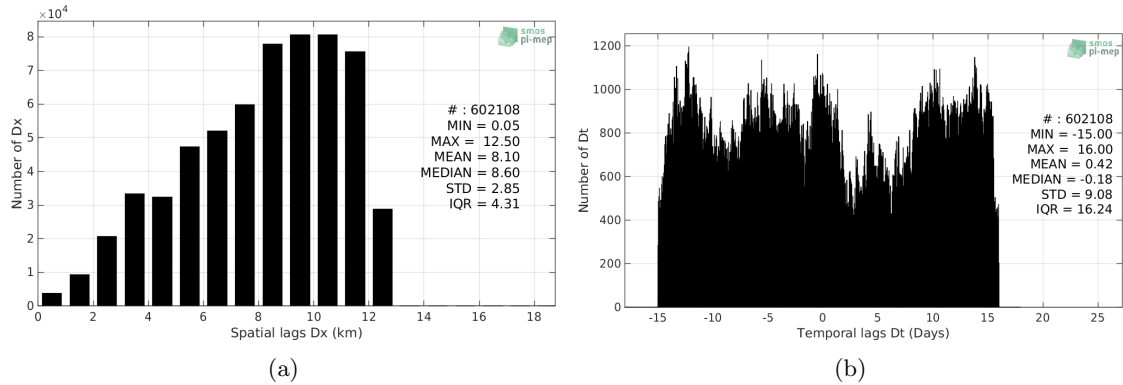 ×10⁴
smos
pi-mep
8
7
6
5
4
3
2
1
0
Number of Dx
# : 602108
MIN = 0.05
MAX = 12.50
MEAN = 8.10
MEDIAN = 8.60
STD = 2.85
IQR = 4.31
0 2 4 6 8 10 12 14 16 18
Spatial lags Dx (km)
(a)
smos
pi-mep
1200
1000
800
600
400
200
0
Number of Dt
# : 602108
MIN = -15.00
MAX = 16.00
MEAN = 0.42
MEDIAN = -0.18
STD = 9.08
IQR = 16.24
-15 -10 -5 0 5 10 15 20 25
Temporal lags Dt (Days)
(b)